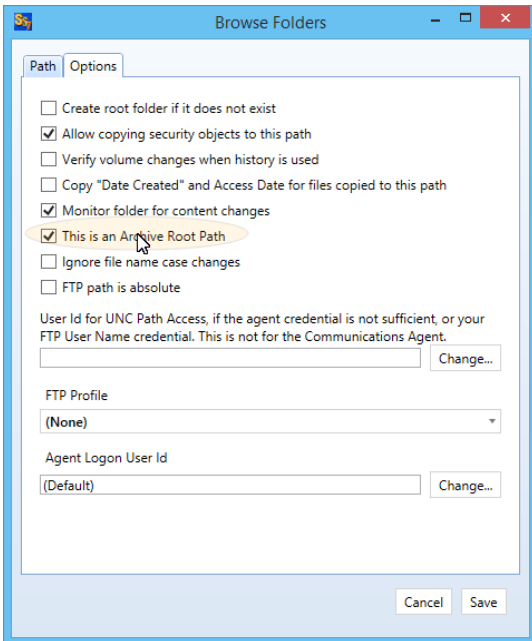 Browse Folders
Path
Options
Create root folder if it does not exist
Allow copying security objects to this path
Verify volume changes when history is used
Copy "Date Created" and Access Date for files copied to this path
Monitor folder for content changes
This is an Archive Root Path
Ignore file name case changes
FTP path is absolute
User Id for UNC Path Access, if the agent credential is not sufficient, or your
FTP User Name credential. This is not for the Communications Agent.
Change...
FTP Profile
(None)
Agent Logon User Id
(Default)
Change...
Cancel
Save